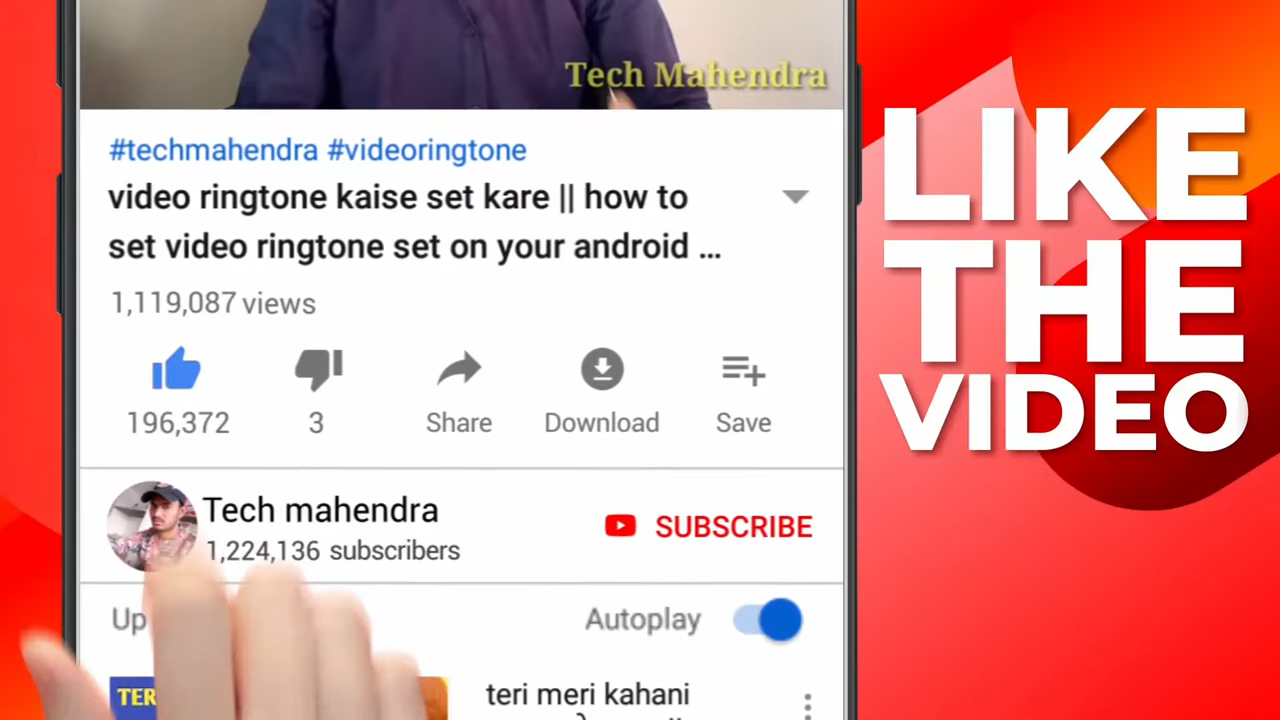 Tech Mahendra
#techmahendra #videoringtone
video ringtone kaise set kare || how to
set video ringtone set on your android ...
1,119,087 views
196,372
3
Share
Download
Save
Tech mahendra
1,224,136 subscribers
SUBSCRIBE
Up
Autoplay
TER
teri meri kahani
LIKE
THE
VIDEO